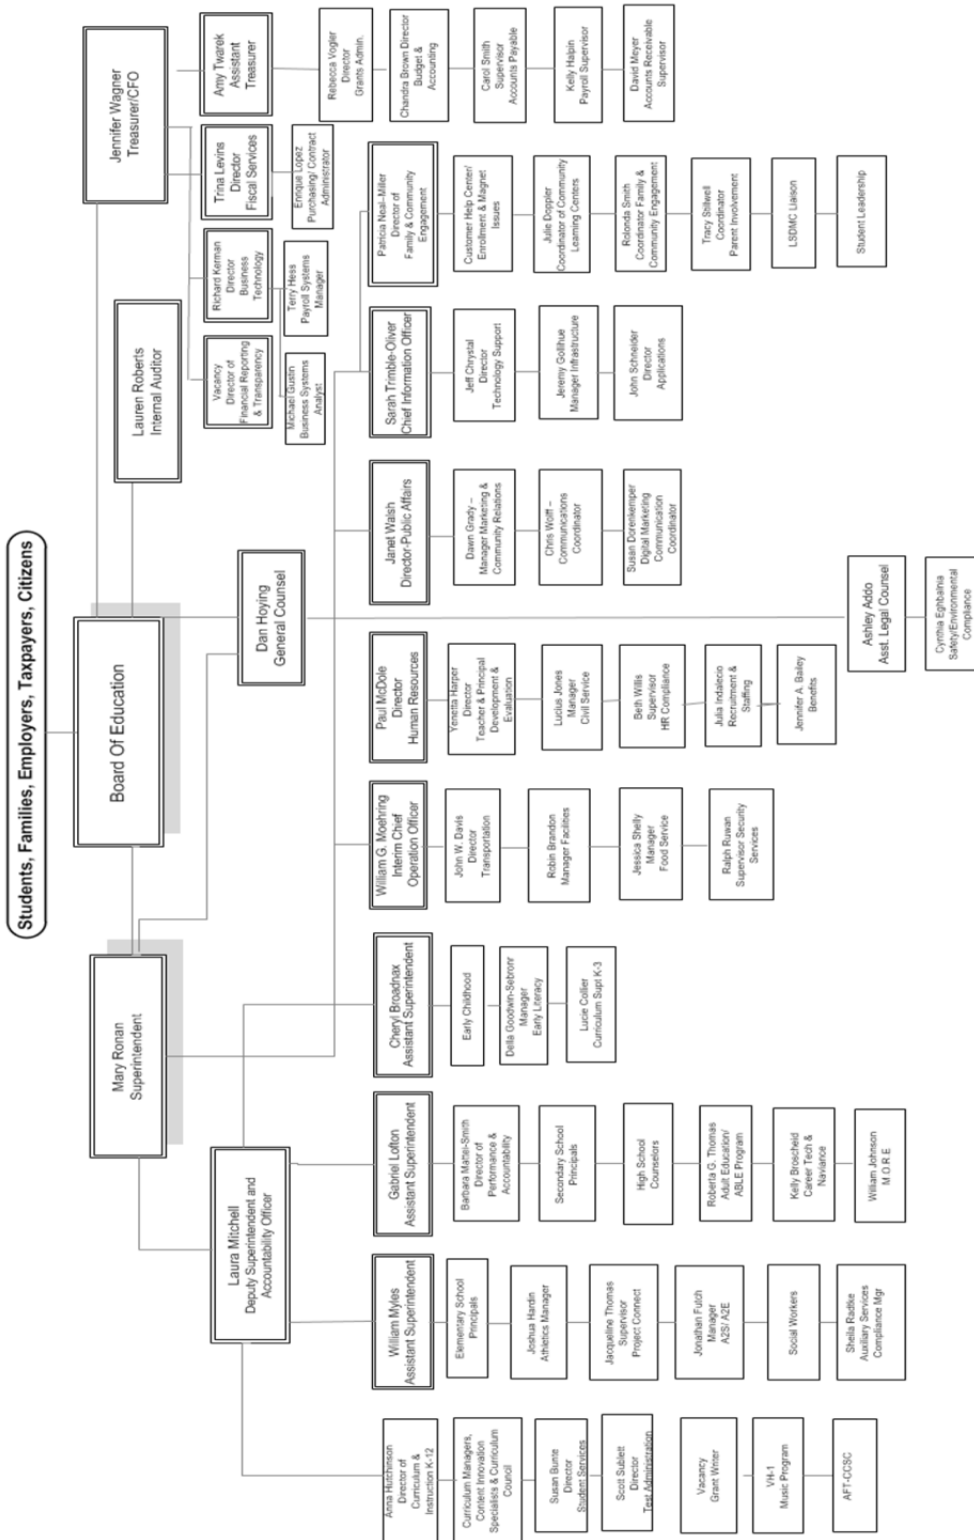 Students, Families, Employers, Taxpayers, Citizens
Board Of Education
Mary Ronan
Superintendent
Lauren Roberts
Internal Auditor
Jennifer Wagner
Treasurer/CFO
Laura Mitchell
Deputy Superintendent and
Accountability Officer
Dan Hoying
General Counsel
Vacancy
Director of
Financial Reporting
& Transparency
Richard Kerman
Director
Business
Technology
Trina Levins
Director
Fiscal Services
Amy Twarek
Assistant
Treasurer
Michael Gustin
Business Systems
Analyst
Terry Hess
Payroll Systems
Manager
Enrique Lopez
Purchasing/ Contract
Administrator
Rebecca Vogler
Director
Grants Admin.
Chandra Brown Director
Budget &
Accounting
Carol Smith
Supervisor
Accounts Payable
Kelly Halpin
Payroll Supervisor
David Meyer
Accounts Receivable
Supervisor
Anna Hutchinson
Director of
Curriculum &
Instruction K-12
Curriculum Managers,
Content Innovation
Specialists & Curriculum
Council
Susan Bunte
Director
Student Services
Scott Sublett
Director
Test Administration
Vacancy
Grant Writer
VH-1
Music Program
AFT-CCSC
William Myles
Assistant Superintendent
Elementary School
Principals
Joshua Hardin
Athletics Manager
Jacqueline Thomas
Supervisor
Project Connect
Jonathan Futch
Manager
A2S/ A2E
Social Workers
Sheila Radtke
Auxiliary Services
Compliance Mgr
Gabriel Lofton
Assistant Superintendent
Barbara Mattei-Smith
Director of
Performance &
Accountability
Secondary School
Principals
High School
Counselors
Roberta G. Thomas
Adult Education/
ABLE Program
Kelly Broscheid
Career Tech &
Naviance
William Johnson
M.O.R.E
Cheryl Broadnax
Assistant Superintendent
Early Childhood
Della Goodwin-Sebronr
Manager
Early Literacy
Lucie Collier
Curriculum Supt K-3
William G. Moehring
Interim Chief
Operation Officer
John W. Davis
Director
Transportation
Robin Brandon
Manager Facilities
Jessica Shelly
Manager
Food Service
Ralph Ruwan
Supervisor Security
Services
Paul McDole
Director
Human Resources
Yenetta Harper
Director
Teacher & Principal
Development &
Evaluation
Lucius Jones
Manager
Civil Service
Beth Willis
Supervisor
HR Compliance
Julia Indalecio
Recruitment &
Staffing
Jennifer A. Bailey
Benefits
Ashley Addo
Asst. Legal Counsel
Cynthia Eghbalnia
Safety/Environmental
Compliance
Janet Walsh
Director-Public Affairs
Dawn Grady –
Manager Marketing &
Community Relations
Chris Wolff –
Communications
Coordinator
Susan Dorenkemper
Digital Marketing
Communication
Coordinator
Sarah Trimble-Oliver
Chief Information Officer
Jeff Chrystal
Director
Technology Support
Jeremy Gollihue
Manager Infrastructure
John Schneider
Director
Applications
Patricia Neal–Miller
Director of
Family & Community
Engagement
Customer Help Center/
Enrollment & Magnet
Issues
Julie Doppler
Coordinator of Community
Learning Centers
Rolonda Smith
Coordinator Family &
Community Engagement
Tracy Stillwell
Coordinator
Parent Involvement
LSDMC Liaison
Student Leadership